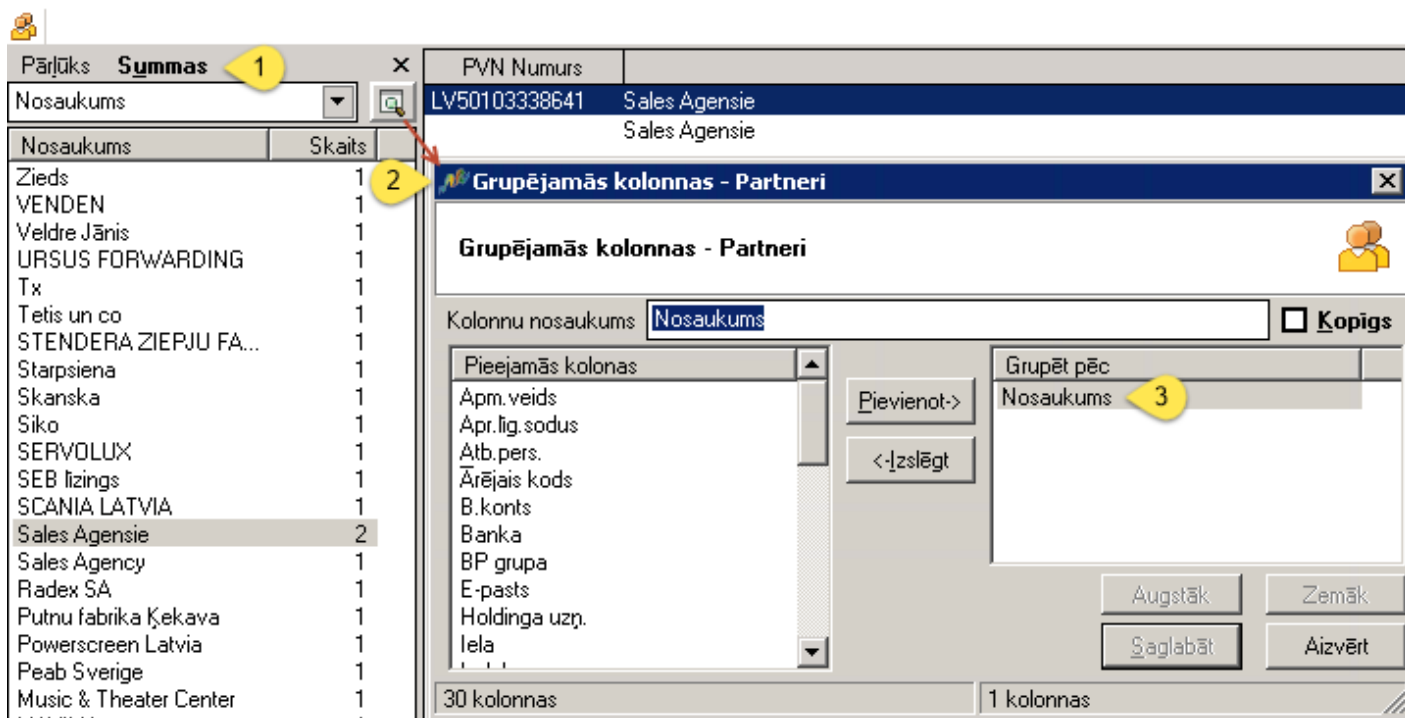 Pārlūks Summas 1
Nosaukums
Nosaukums Skaits
Zieds 1
VENDEN 1
Veldre Jānis 1
URSUS FORWARDING 1
Tx 1
Tetis un co 1
STENDERA ZIEPJU FA... 1
Starpsiena 1
Skanska 1
Siko 1
SERVOLUX 1
SEB līzings 1
SCANIA LATVIA 1
Sales Agensie 2
Sales Agency 1
Radex SA 1
Putnu fabrika Ķekava 1
Powerscreen Latvia 1
Peab Sverige 1
Music & Theater Center 1
PVN Numurs
LV50103338641 Sales Agensie
Sales Agensie
2 Grupējamās kolonnas - Partneri
Grupējamās kolonnas - Partneri
Kolonnu nosaukums Nosaukums Kopīgs
Pieejamās kolonas
Apm.veids
Apr.līg.sodus
Atb.pers.
Ārējais kods
B.konts
Banka
BP grupa
E-pasts
Holdinga uzņ.
Iela
Pievienot->
<-Izslēgt
Grupēt pēc
Nosaukums 3
Augstāk Zemāk
Saglabāt Aizvērt
30 kolonnas 1 kolonnas